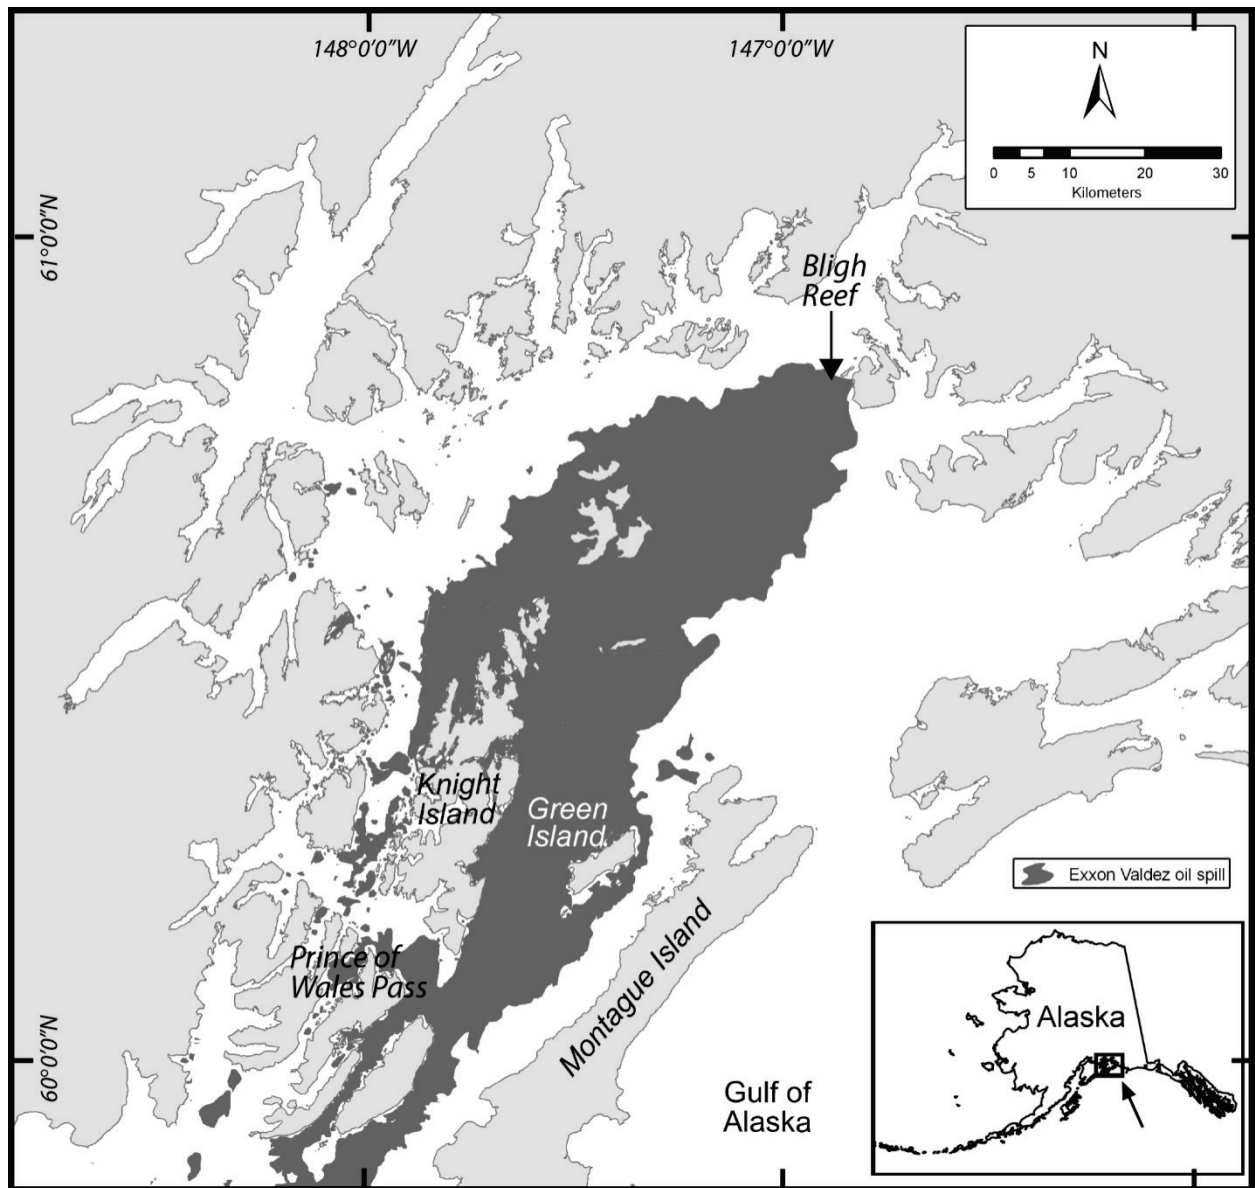 148°0'0"W
147°0'0"W
N
0 5 10 20 30
Kilometers
61°0'0"N
Bligh
Reef
Knight
Island
Green
Island
Exxon Valdez oil spill
Prince of
Wales Pass
Montague Island
Alaska
60°0'0"N
Gulf of
Alaska